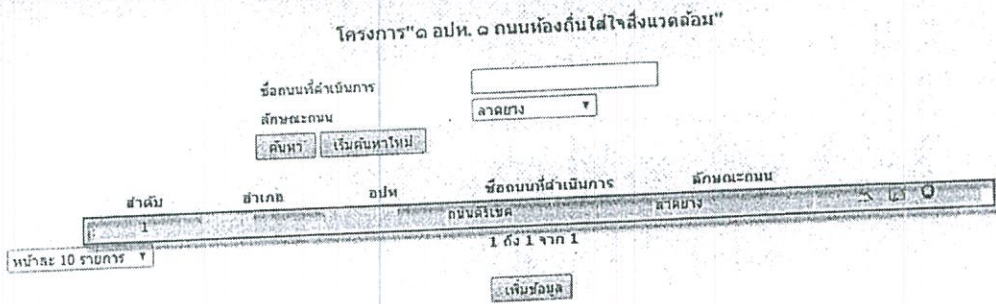 โครงการ"๑ อปท. ๑ ถนนท้องถิ่นใส่ใจสิ่งแวดล้อม"
ชื่อถนนที่ดำเนินการ
ลักษณะถนน ลาดยาง
ค้นหา เริ่มค้นหาใหม่
ลำดับ อำเภอ อปท ชื่อถนนที่ดำเนินการ ลักษณะถนน
1 ลาดยาง
1 ถึง 1 จาก 1
หน้าละ 10 รายการ
เพิ่มข้อมูล